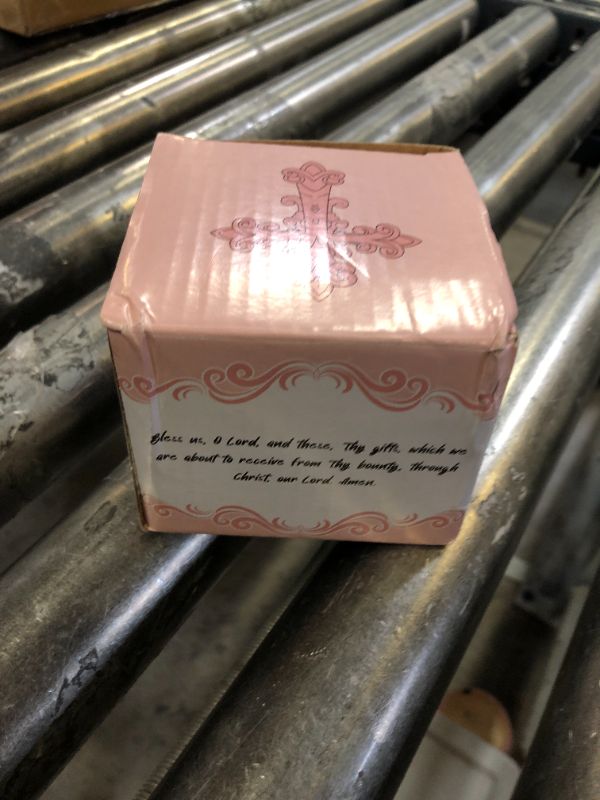 Bless us, O Lord, and these, Thy gifts, which we
are about to receive from Thy bounty, through
Christ, our Lord. Amen.